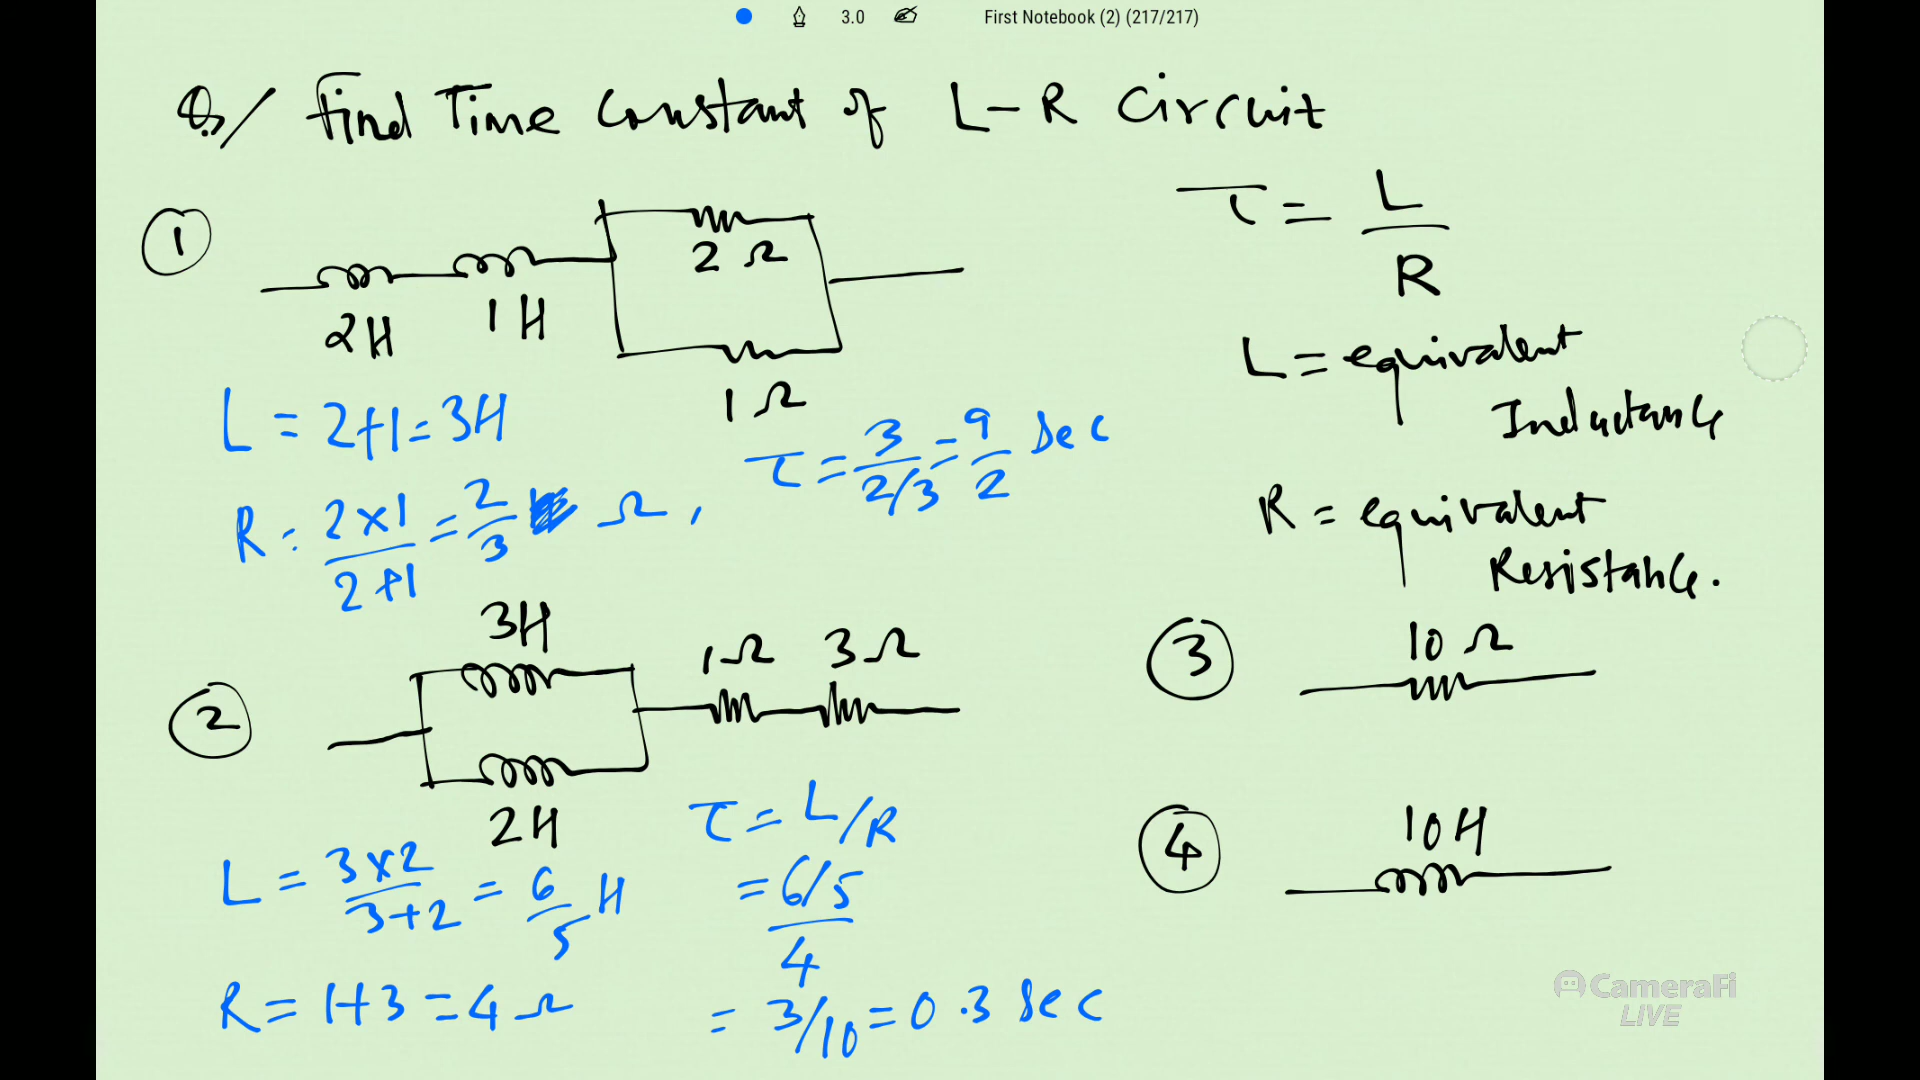 3.0 First Notebook (2) (217/217)
Q/ find Time Constant of L-R Circuit
τ = L/R
L = equivalent
Inductance
R = equivalent
Resistance.
1
2H
1H
2 Ω
1 Ω
L = 2+1 = 3H
R = 2×1/2+1 = 2/3 Ω,
τ = 3/2/3 = 9/2 Sec
2
3H
2H
1Ω 3Ω
L = 3×2/3+2 = 6/5 H
R = 1+3 = 4 Ω
τ = L/R
= 6/5/4
= 3/10 = 0.3 Sec
3
10 Ω
4
10H
CameraFi
LIVE